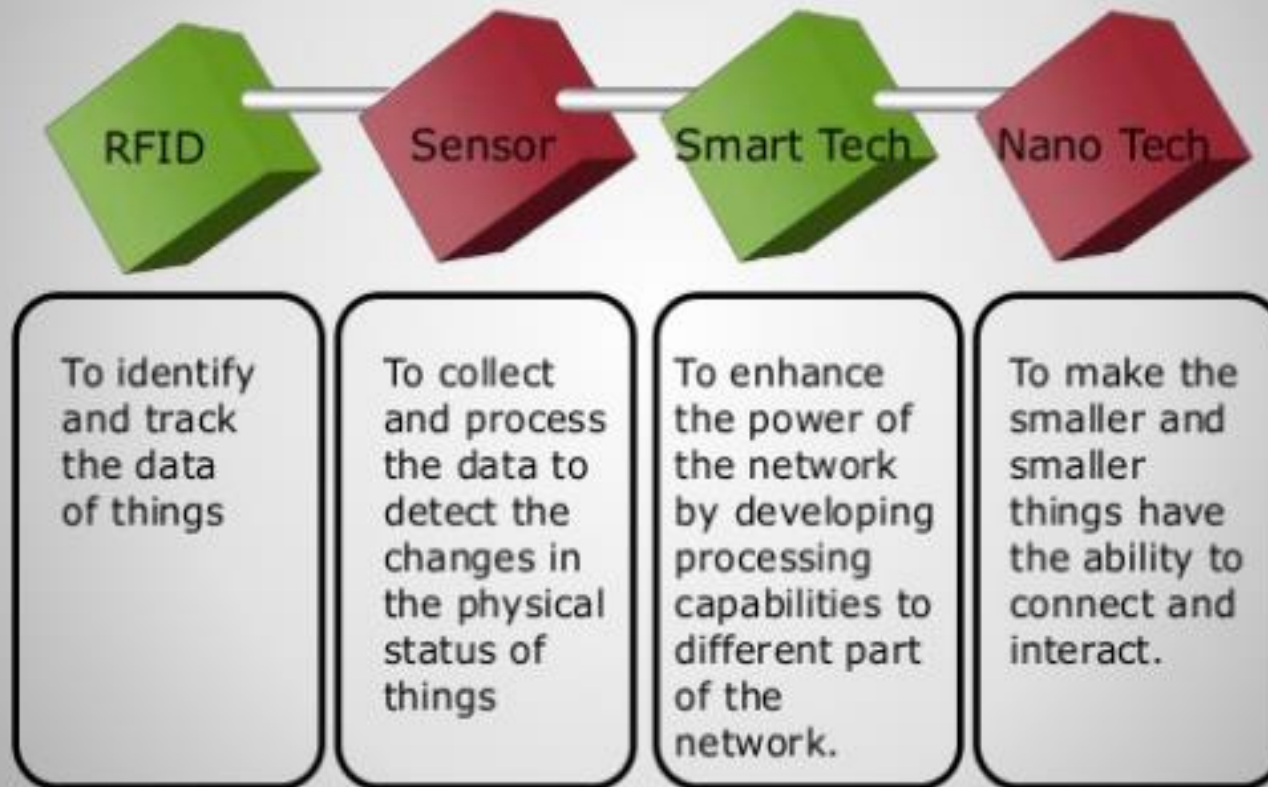 RFID
Sensor
Smart Tech
Nano Tech
To identify
and track
the data
of things
To collect
and process
the data to
detect the
changes in
the physical
status of
things
To enhance
the power of
the network
by developing
processing
capabilities to
different part
of the
network.
To make the
smaller and
smaller
things have
the ability to
connect and
interact.